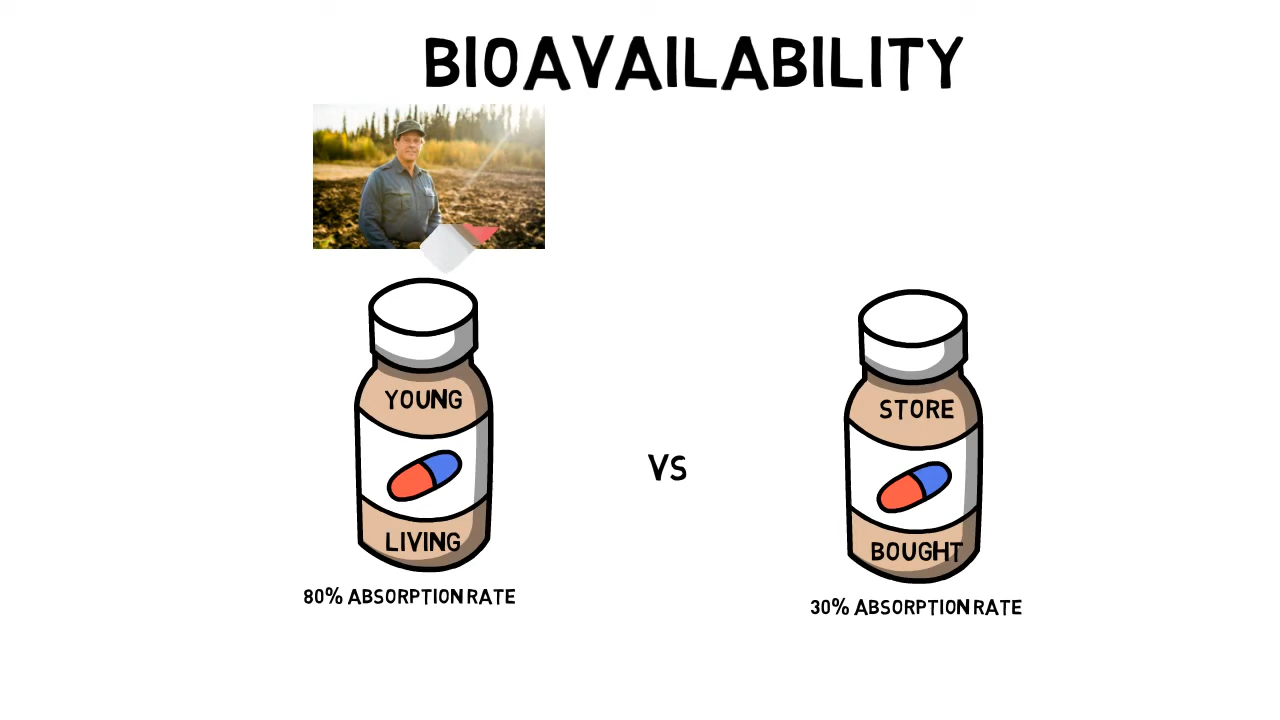 BIOAVAILABILITY
YOUNG
LIVING
80% ABSORPTION RATE
VS
STORE
BOUGHT
30% ABSORPTION RATE